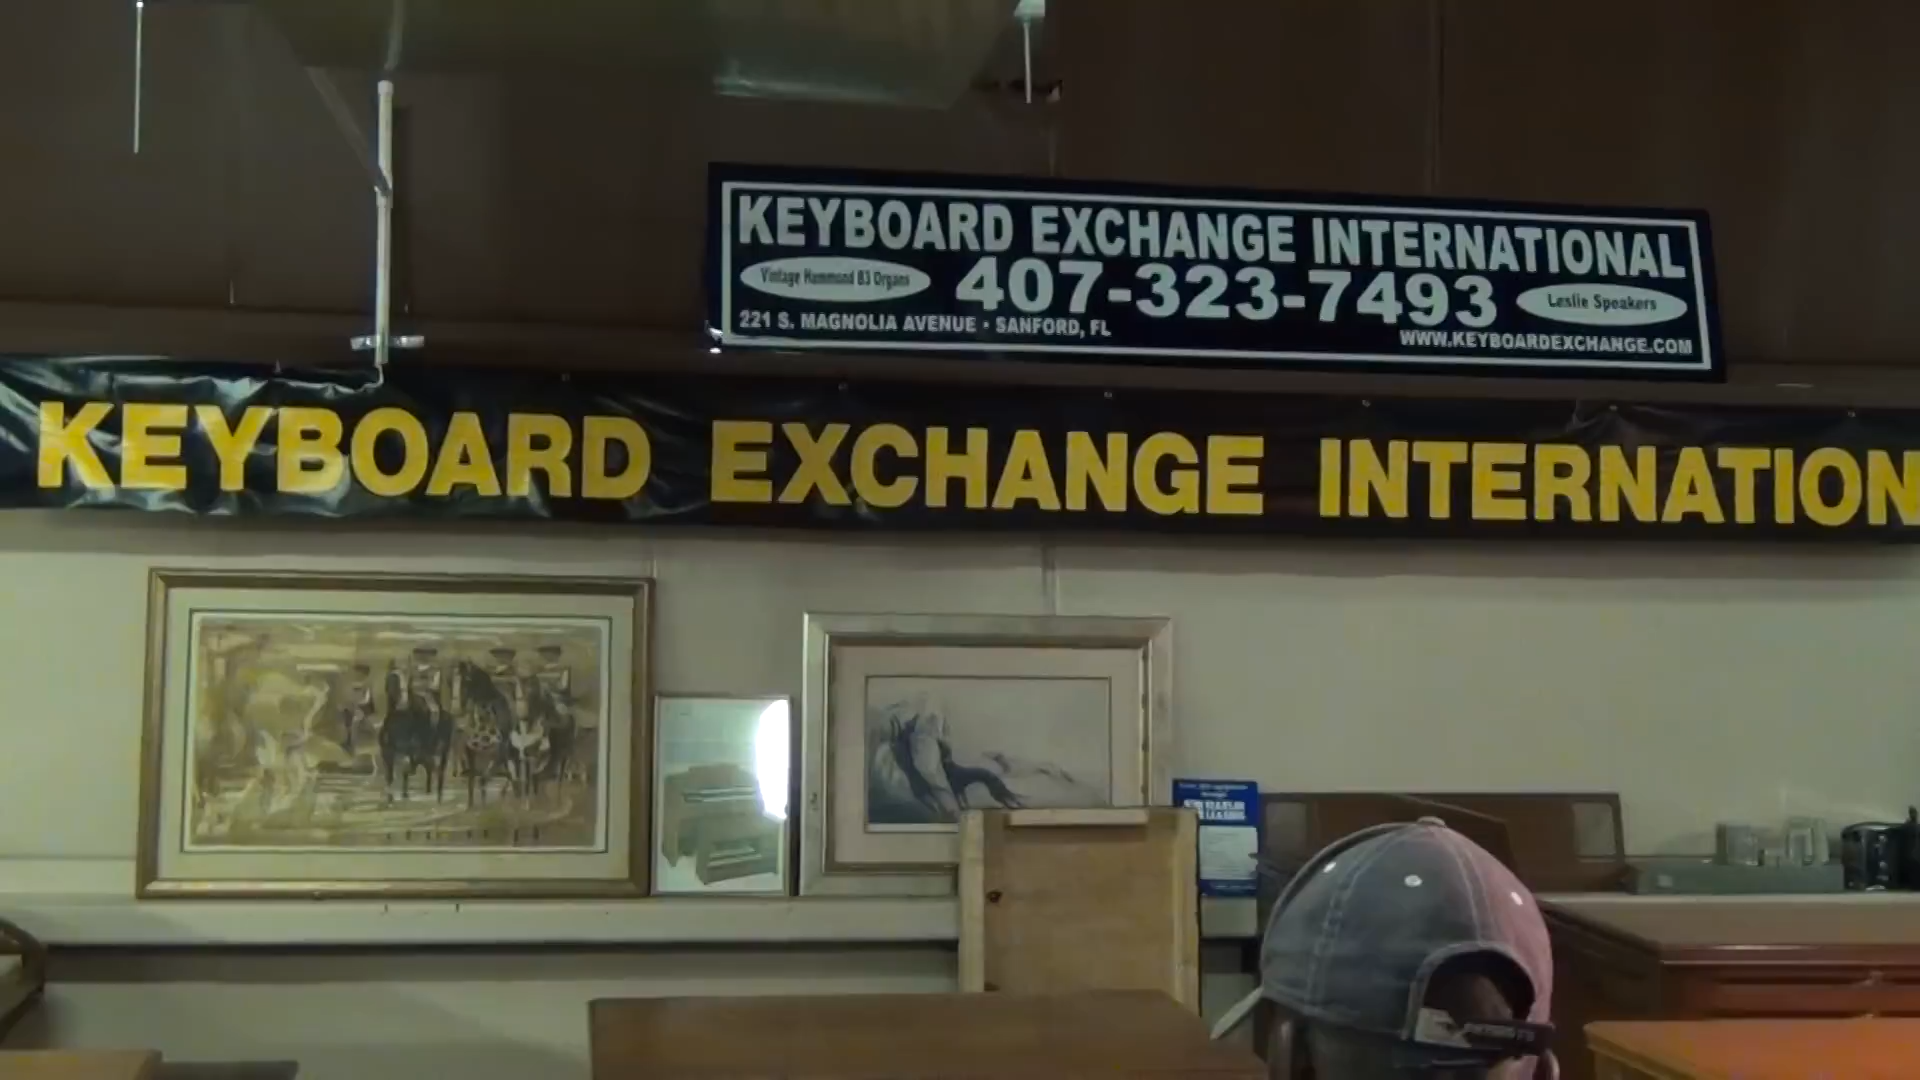 KEYBOARD EXCHANGE INTERNATIONAL
Vintage Hammond B3 Organs
407-323-7493
Leslie Speakers
221 S. MAGNOLIA AVENUE • SANFORD, FL
WWW.KEYBOARDEXCHANGE.COM
KEYBOARD EXCHANGE INTERNATION